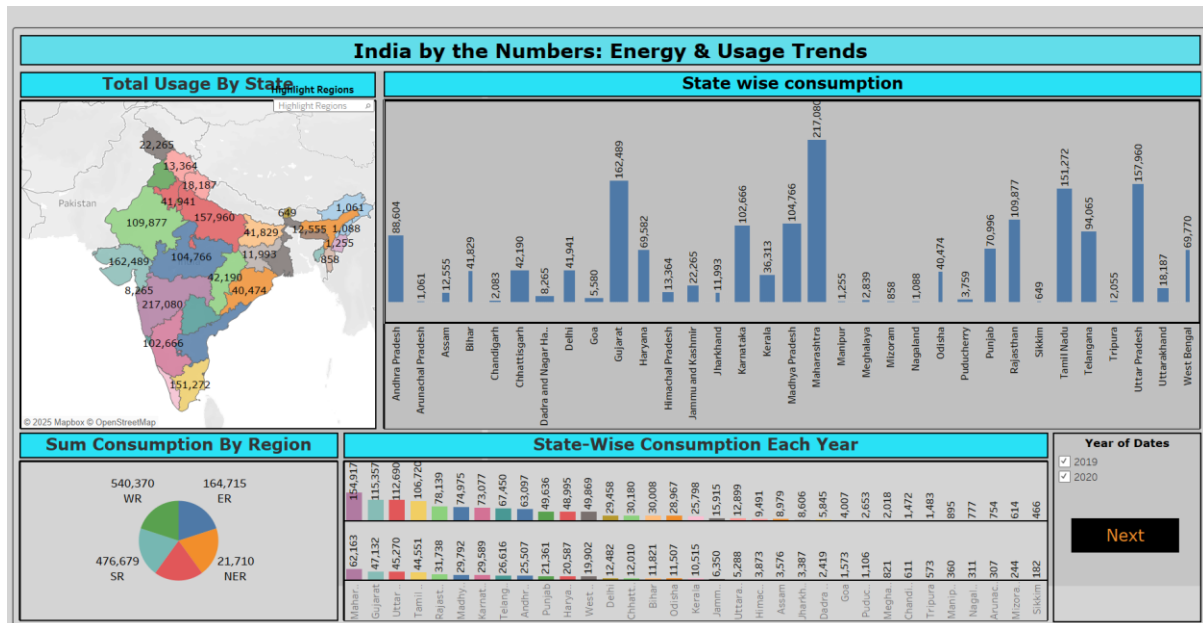 India by the Numbers: Energy & Usage Trends
Total Usage By State
Highlight Regions
Highlight Regions
22,265
13,364
18,187
Pakistan
41,941
649
1,061
109,877
157,960
12,555
1,088
41,829
1,255
162,489
104,766
11,993
858
42,190
8,265
40,474
217,080
102,666
151,272
© 2025 Mapbox © OpenStreetMap
State wise consumption
88,604
1,061
12,555
41,829
2,083
42,190
8,265
41,941
5,580
162,489
69,582
13,364
22,265
11,993
102,666
36,313
104,766
217,080
1,255
2,839
858
1,088
40,474
3,759
70,996
109,877
649
151,272
94,065
2,055
157,960
18,187
69,770
Andhra Pradesh
Arunachal Pradesh
Assam
Bihar
Chandigarh
Chhattisgarh
Dadra and Nagar Ha..
Delhi
Goa
Gujarat
Haryana
Himachal Pradesh
Jammu and Kashmir
Jharkhand
Karnataka
Kerala
Madhya Pradesh
Maharashtra
Manipur
Meghalaya
Mizoram
Nagaland
Odisha
Puducherry
Punjab
Rajasthan
Sikkim
Tamil Nadu
Telangana
Tripura
Uttar Pradesh
Uttarakhand
West Bengal
Sum Consumption By Region
540,370
WR
164,715
ER
476,679
SR
21,710
NER
State-Wise Consumption Each Year
154,917
115,357
112,690
106,720
78,139
74,975
73,077
67,450
63,097
49,636
48,995
49,869
29,458
30,180
30,008
28,967
25,798
15,915
12,899
9,491
8,979
8,606
5,845
4,007
2,653
2,018
1,472
1,483
895
777
754
614
466
62,163
47,132
45,270
44,551
31,738
29,792
29,589
26,616
25,507
21,361
20,587
19,902
12,482
12,010
11,821
11,507
10,515
6,350
5,288
3,873
3,576
3,387
2,419
1,573
1,106
821
611
573
360
311
307
244
182
Mahar..
Gujarat
Uttar ..
Tamil ..
Rajast..
Madhy..
Karnat..
Telang..
Andhr..
Punjab
Harya..
West ..
Delhi
Chhatt..
Bihar
Odisha
Kerala
Jamm..
Uttara..
Himac..
Assam
Jharkh..
Dadra..
Goa
Puduc..
Megha..
Chandi..
Tripura
Manip..
Nagal..
Arunac..
Mizora..
Sikkim
Year of Dates
2019
2020
Next